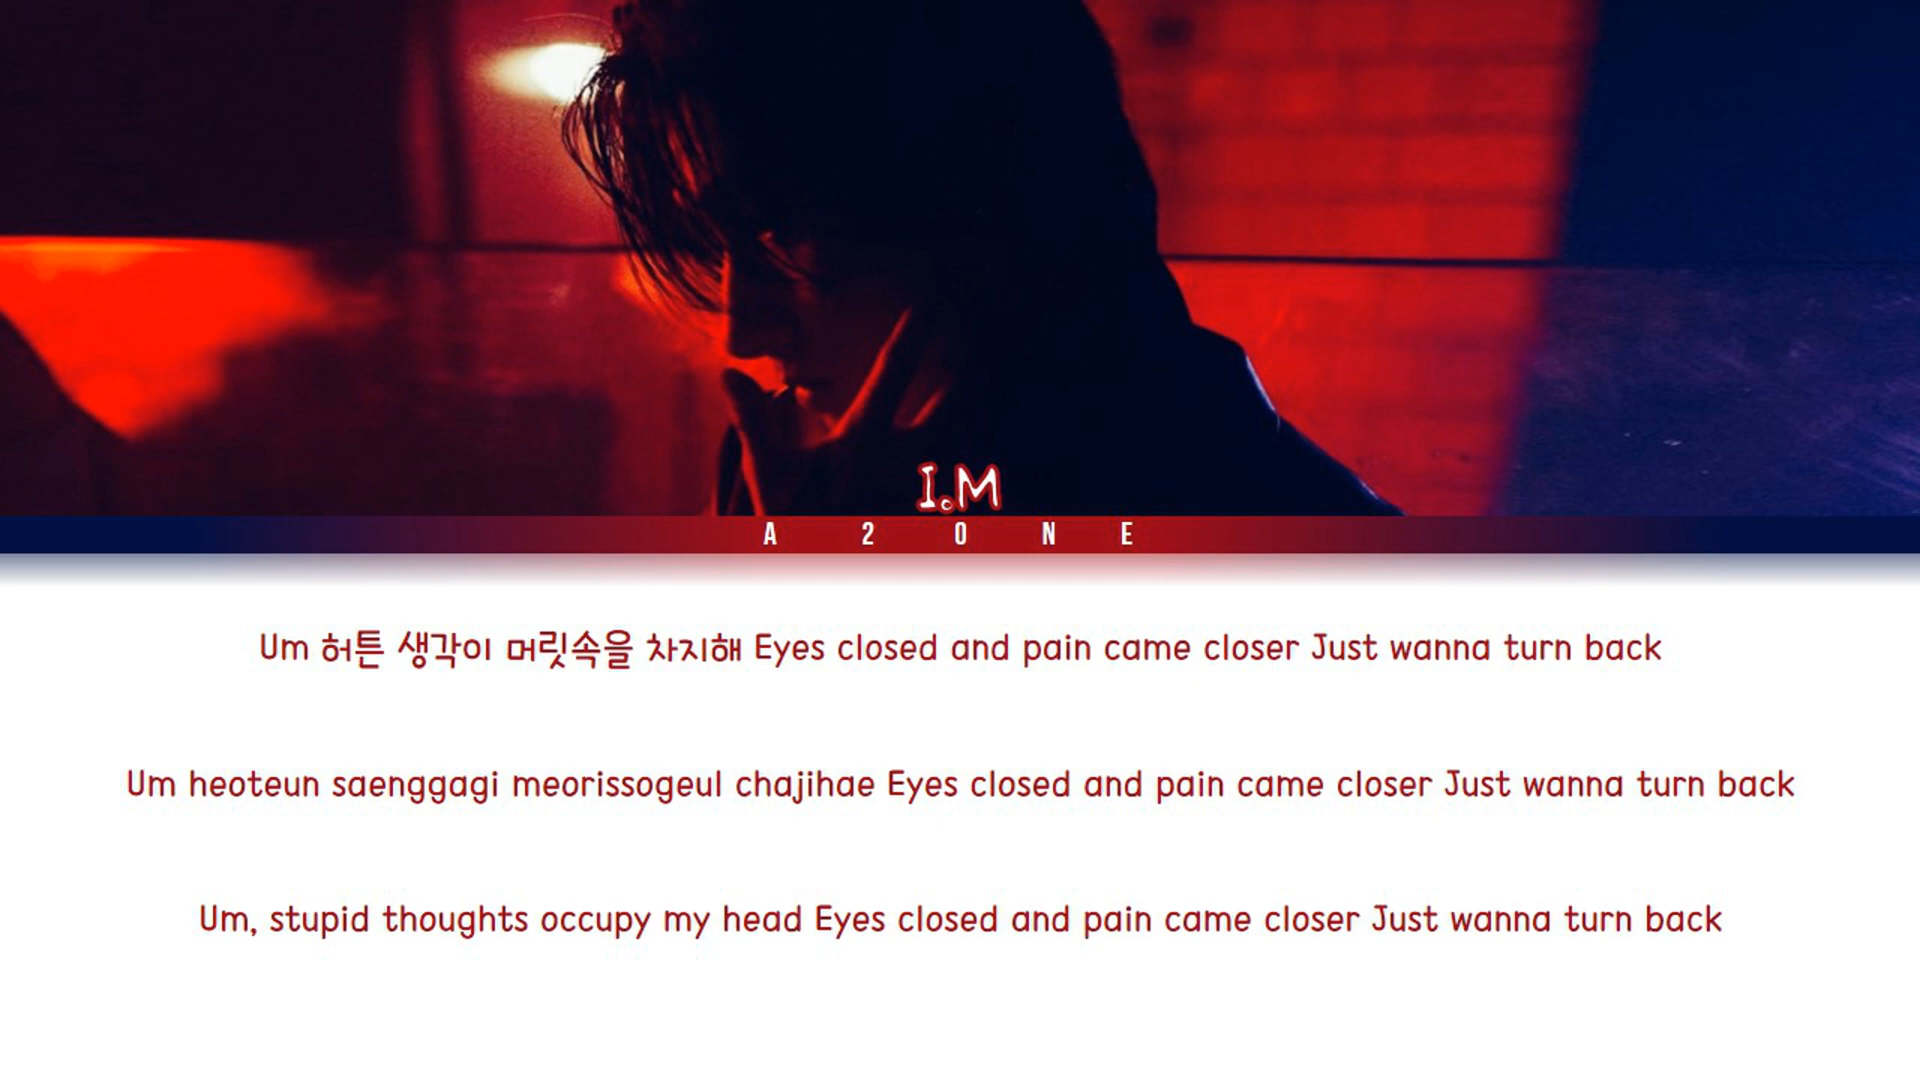 I.M
A 2 O N E
Um 허튼 생각이 머릿속을 차지해 Eyes closed and pain came closer Just wanna turn back
Um heoteun saenggagi meorissogeul chajihae Eyes closed and pain came closer Just wanna turn back
Um, stupid thoughts occupy my head Eyes closed and pain came closer Just wanna turn back